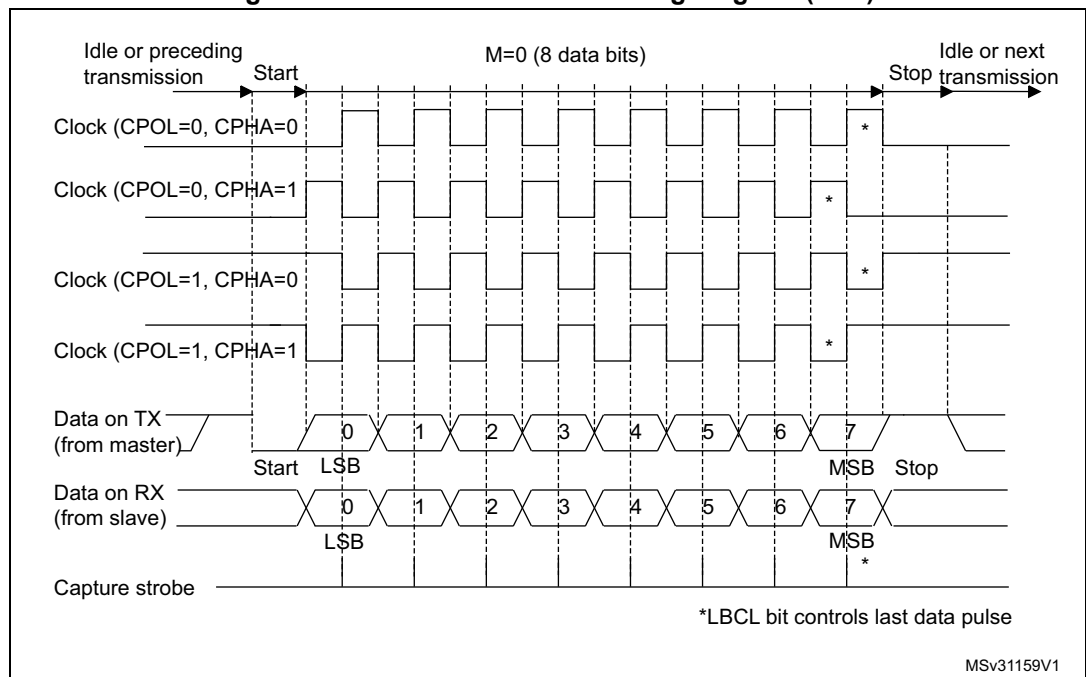 Idle or preceding
transmission
Start
M=0 (8 data bits)
Stop
Idle or next
transmission
Clock (CPOL=0, CPHA=0
Clock (CPOL=0, CPHA=1
Clock (CPOL=1, CPHA=0
Clock (CPOL=1, CPHA=1
*
*
*
*
Data on TX
(from master)
0 1 2 3 4 5 6 7
Start LSB MSB Stop
Data on RX
(from slave)
0 1 2 3 4 5 6 7
LSB MSB
*
Capture strobe
*LBCL bit controls last data pulse
MSv31159V1